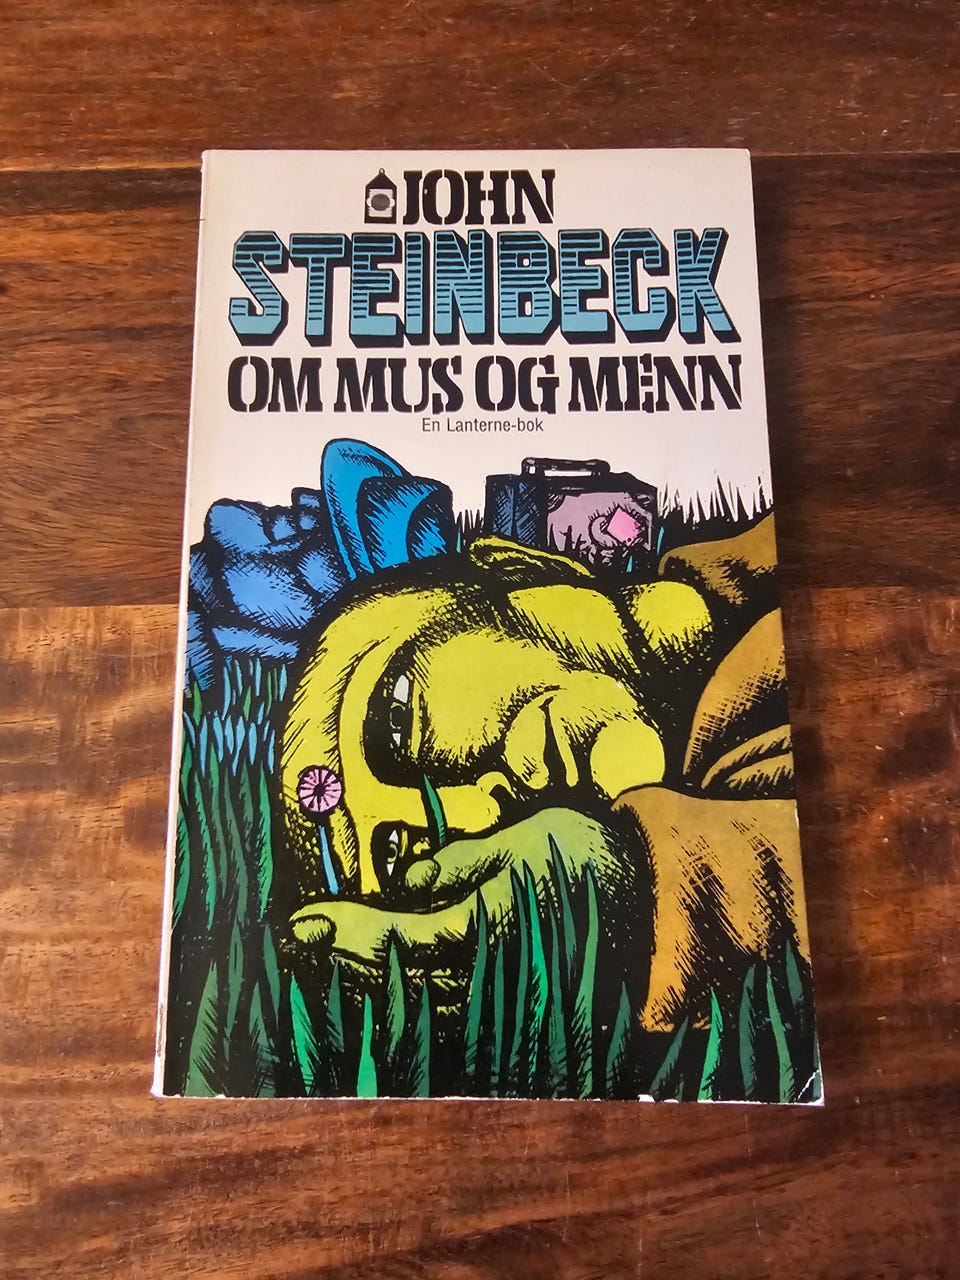 JOHN
STEINBECK
OM MUS OG MENN
En Lanterne-bok